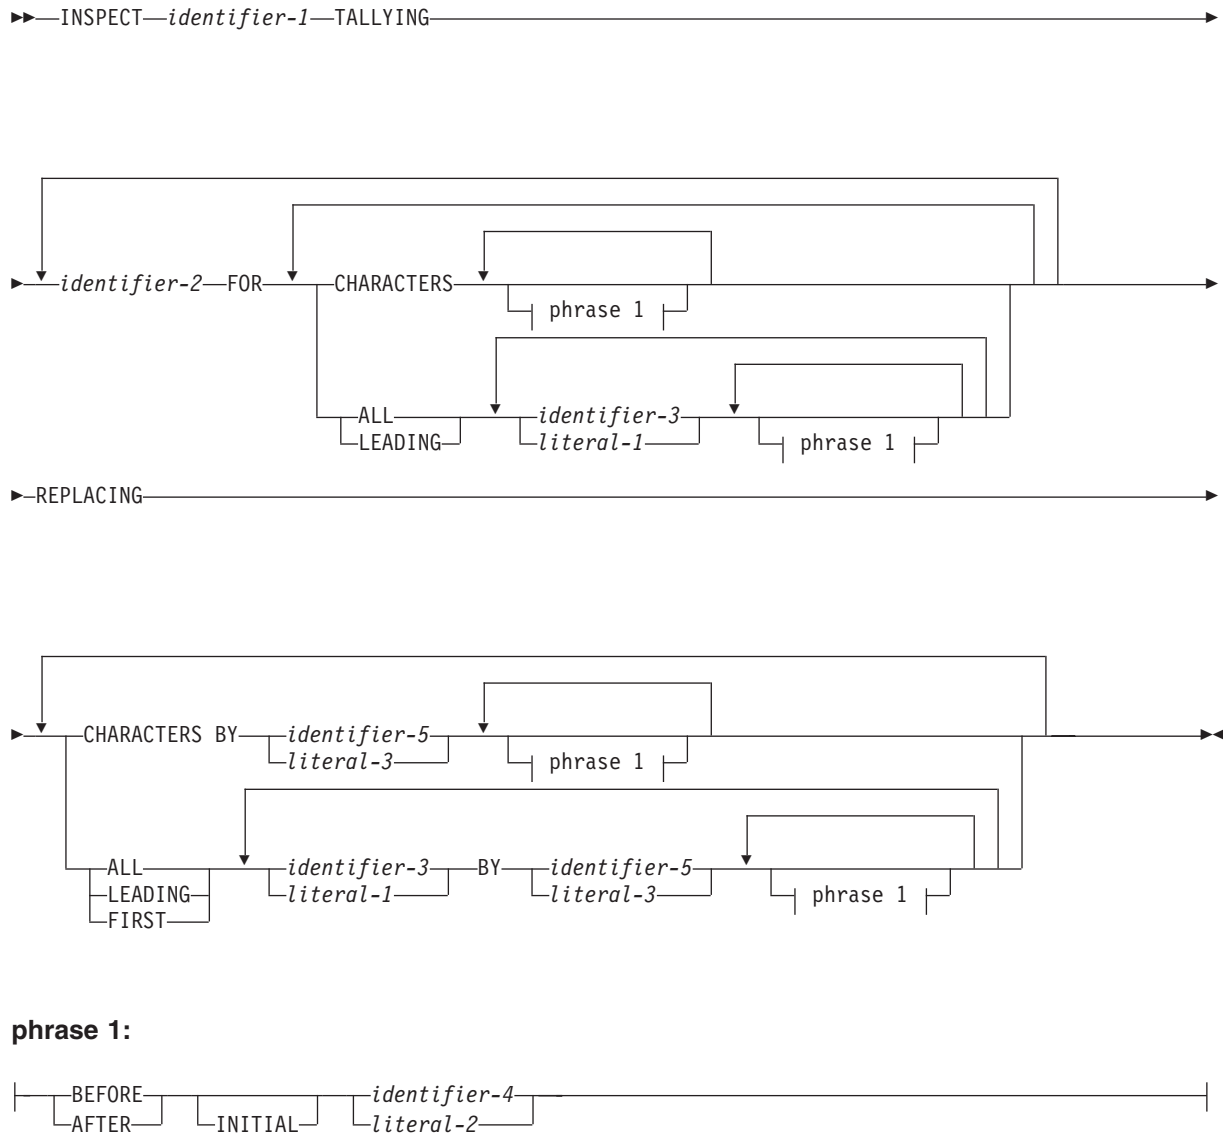 INSPECT identifier-1 TALLYING
identifier-2 FOR CHARACTERS
phrase 1
ALL identifier-3
LEADING literal-1 phrase 1
REPLACING
CHARACTERS BY identifier-5
literal-3 phrase 1
ALL identifier-3 BY identifier-5
LEADING literal-1 literal-3 phrase 1
FIRST
phrase 1:
BEFORE identifier-4
AFTER INITIAL literal-2